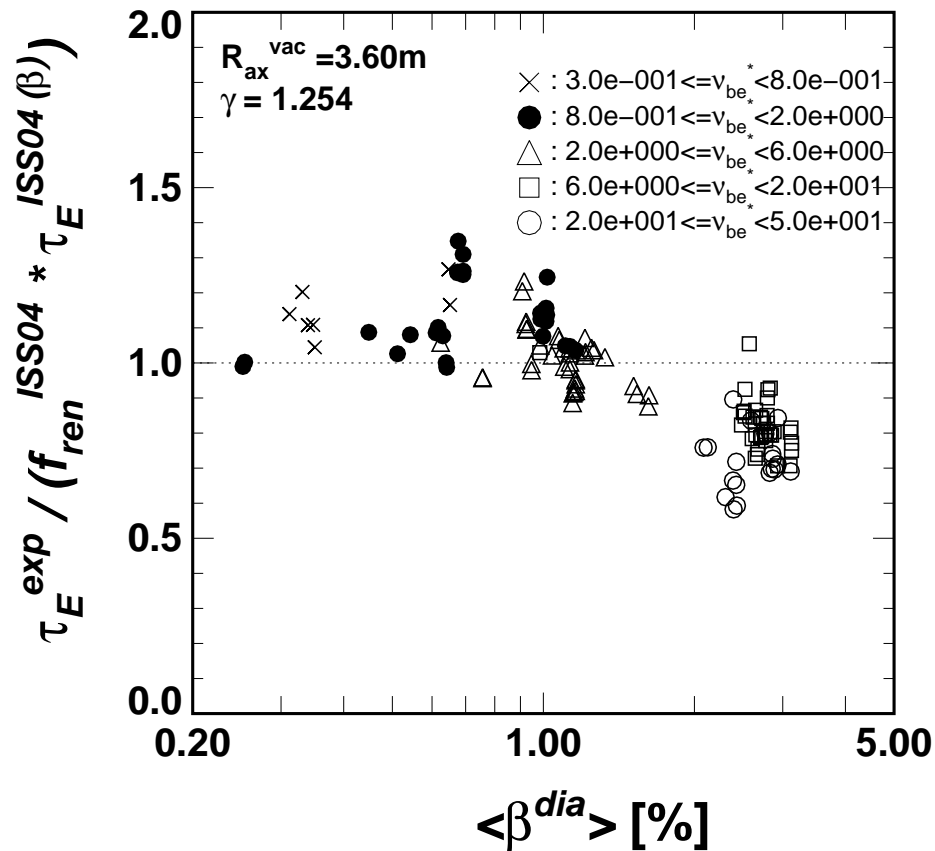 τ_E^exp / (f_ren^ISS04 * τ_E^ISS04 (β))
2.0
1.5
1.0
0.5
0.0
R_ax^vac =3.60m
γ = 1.254
× : 3.0e−001<=ν_be^*<8.0e−001
● : 8.0e−001<=ν_be^*<2.0e+000
△ : 2.0e+000<=ν_be^*<6.0e+000
□ : 6.0e+000<=ν_be^*<2.0e+001
○ : 2.0e+001<=ν_be^*<5.0e+001
0.20 1.00 5.00
<β^dia> [%]